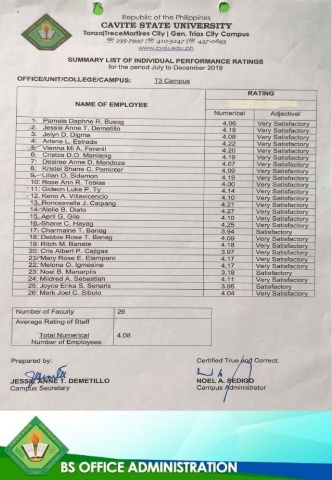 Republic of the Philippines
CAVITE STATE UNIVERSITY
Tanza|TreceMartires City | Gen. Trias City Campus
☎ 235-7997 ☎ 410-5247 ☎ 437-0693
www.cvsu.edu.ph
SUMMARY LIST OF INDIVIDUAL PERFORMANCE RATINGS
for the period July to December 2019
OFFICE/UNIT/COLLEGE/CAMPUS: T3 Campus
NAME OF EMPLOYEE RATING
Numerical Adjectival
1. Pamela Daphne R. Busog 4.06 Very Satisfactory
2. Jessie Anne T. Demetillo 4.19 Very Satisfactory
3. Jelyn D. Digma 4.08 Very Satisfactory
4. Arlene L. Estrada 4.22 Very Satisfactory
5. Vienna Mi A. Feranil 4.20 Very Satisfactory
6. Cristza D.O. Manlapig 4.19 Very Satisfactory
7. Desiree Anne D. Mendoza 4.07 Very Satisfactory
8. Kristel Shane C. Paminter 4.09 Very Satisfactory
9. Lilian O. Sidamon 4.19 Very Satisfactory
10. Rose Ann R. Tobias 4.00 Very Satisfactory
11. Gideon Luke P. Ty 4.14 Very Satisfactory
12. Keno A. Villavicencio 4.10 Very Satisfactory
13. J. Calpang 4.21 Very Satisfactory
14. B. Diato 4.27 Very Satisfactory
15. April G. Gile 4.10 Very Satisfactory
16. Shane C. Hayag 4.25 Very Satisfactory
17. Charmaine T. Banag 3.94 Satisfactory
18. Debbie Rose T. Banag 4.09 Very Satisfactory
19. Ritch M. Banate 4.18 Very Satisfactory
20. Cris Albert P. Cajigas 3.97 Very Satisfactory
21. Mary Rose E. Elamparo 4.17 Very Satisfactory
22. Melona O. Igmasine 4.17 Very Satisfactory
23. Noel B. Manarpiis 3.18 Satisfactory
24. Mildred A. Sebastian 4.11 Very Satisfactory
25. Joyce Erika S. Senaris 3.96 Satisfactory
26. Mark Joel C. Sibulo 4.04 Very Satisfactory
Number of Faculty 26
Average Rating of Staff
Total Numerical 4.08
Number of Employees
Prepared by: Certified True and Correct:
JESSIE ANNE T. DEMETILLO NOEL A. SEDIGO
Campus Secretary Campus Administrator
BS OFFICE ADMINISTRATION